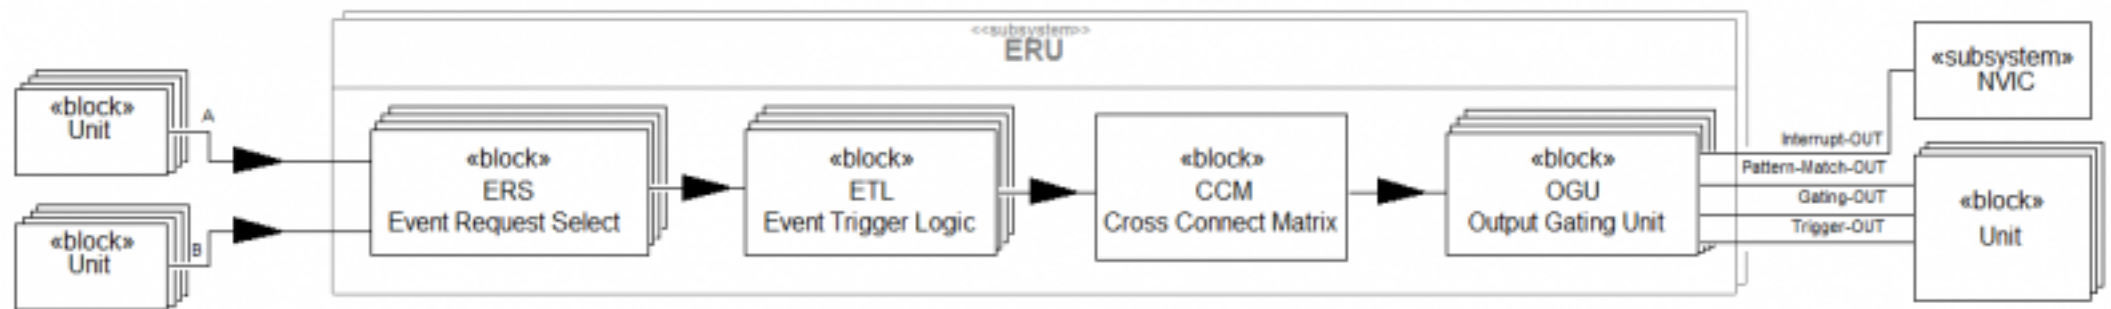 <<subsystem>>
ERU
«block»
Unit
A
«block»
Unit
B
«block»
ERS
Event Request Select
«block»
ETL
Event Trigger Logic
«block»
CCM
Cross Connect Matrix
«block»
OGU
Output Gating Unit
Interrupt-OUT
Pattern-Match-OUT
Gating-OUT
Trigger-OUT
«subsystem»
NVIC
«block»
Unit